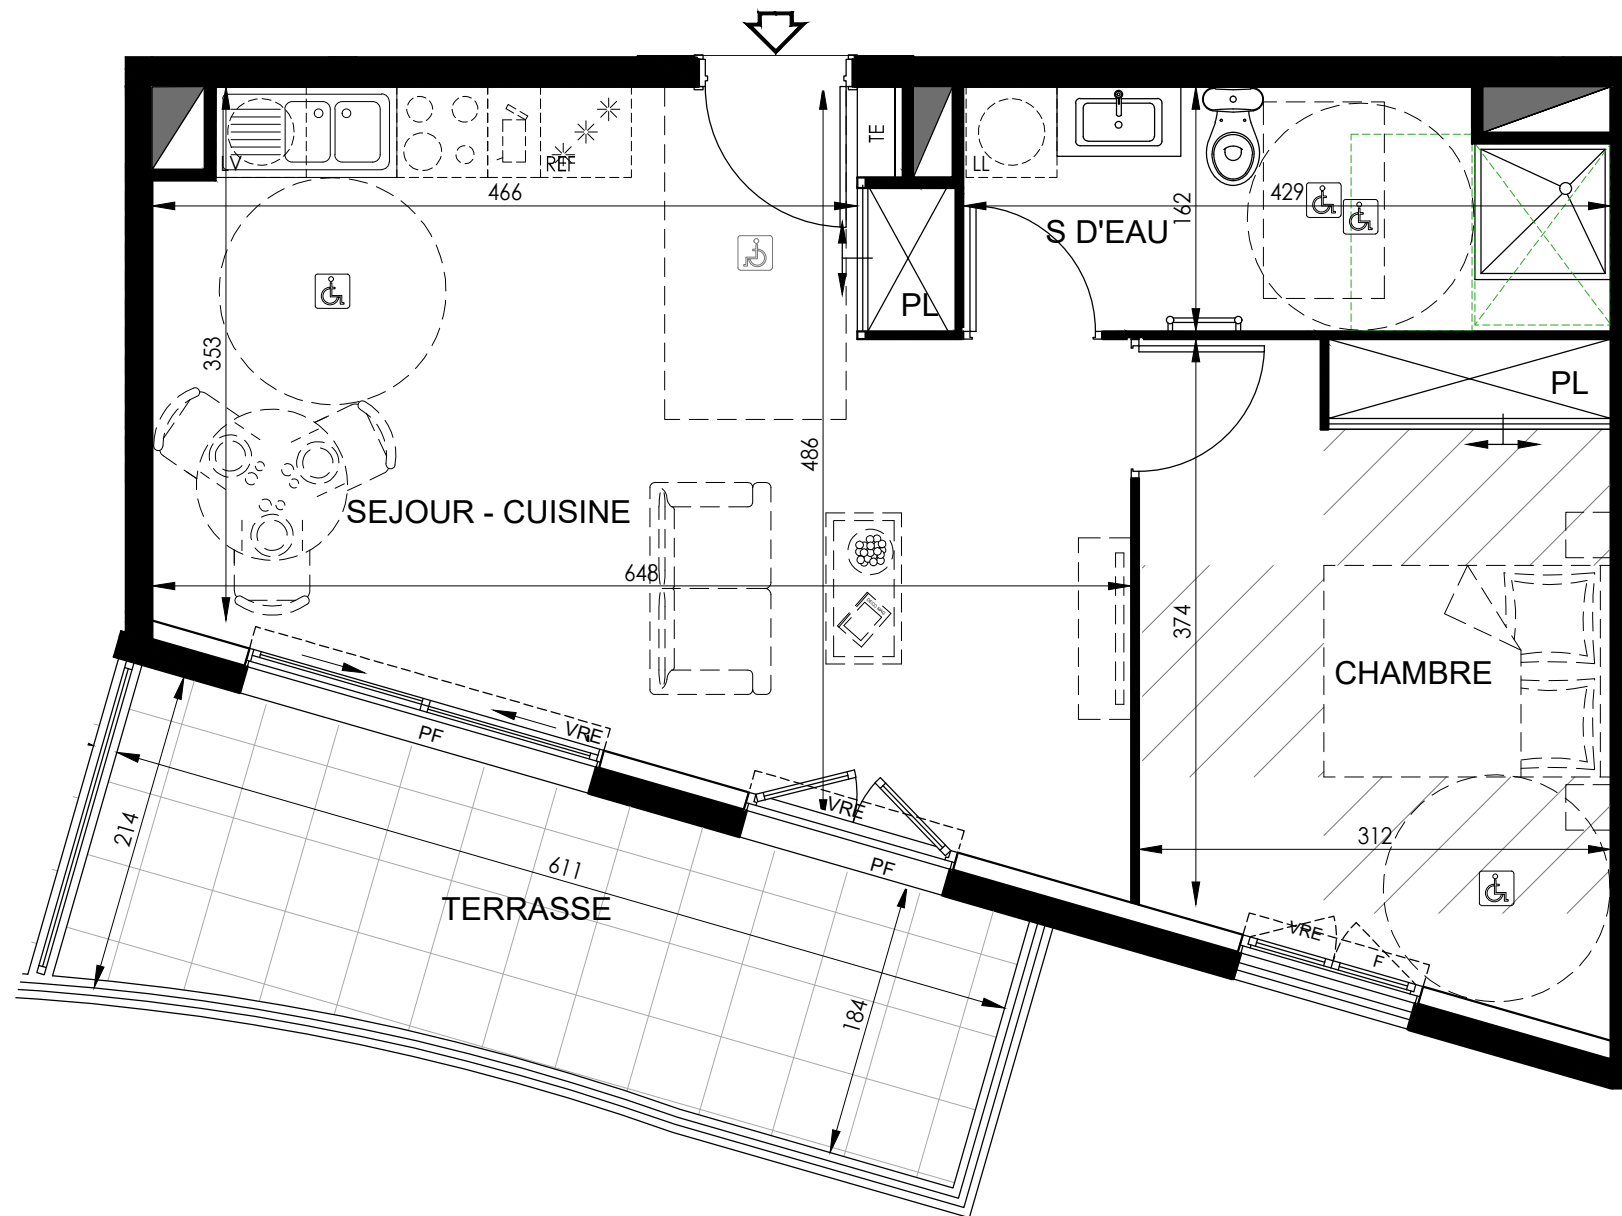 TE
LV
REF
LL
466
429
162
S D'EAU
PL
353
PL
486
SEJOUR - CUISINE
648
374
CHAMBRE
VRE
PF
VRE
PF
214
611
312
TERRASSE
VRE
F
184